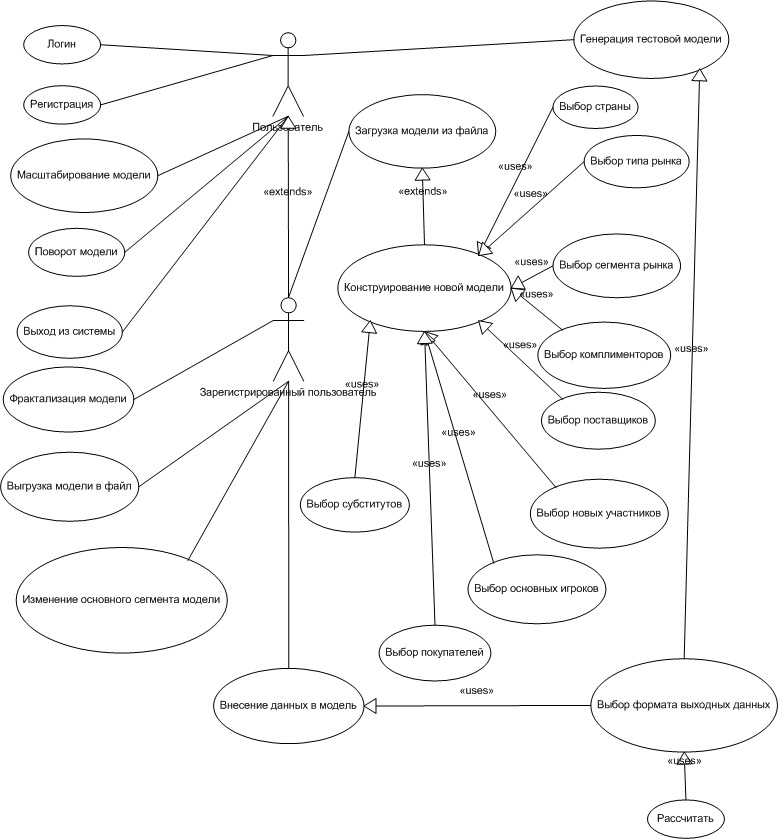 Логин
Генерация тестовой модели
Регистрация
Выбор страны
Пользователь
Загрузка модели из файла
Выбор типа рынка
«uses»
Масштабирование модели
«extends»
«extends»
«uses»
Поворот модели
Выбор сегмента рынка
«uses»
Конструирование новой модели
«uses»
Выход из системы
«uses»
«uses»
Выбор комплименторов
Фрактализация модели
Зарегистрированный пользователь
«uses»
«uses»
Выбор поставщиков
«uses»
«uses»
Выгрузка модели в файл
Выбор субститутов
Выбор новых участников
Выбор основных игроков
Изменение основного сегмента модели
Выбор покупателей
«uses»
Внесение данных в модель
Выбор формата выходных данных
«uses»
Рассчитать